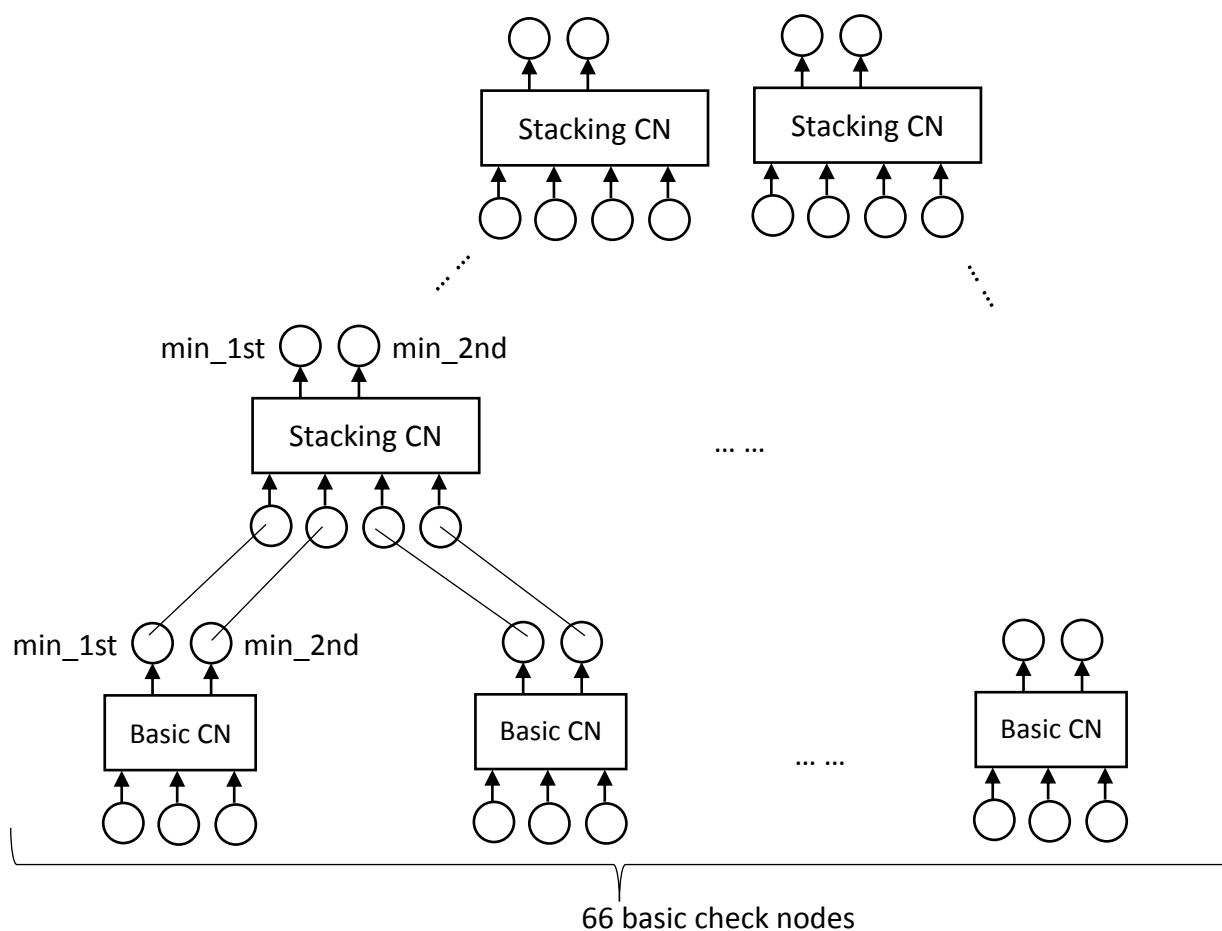 Stacking CN
Stacking CN
... ...
... ...
min_1st
min_2nd
Stacking CN
... ...
min_1st
min_2nd
Basic CN
Basic CN
Basic CN
... ...
66 basic check nodes